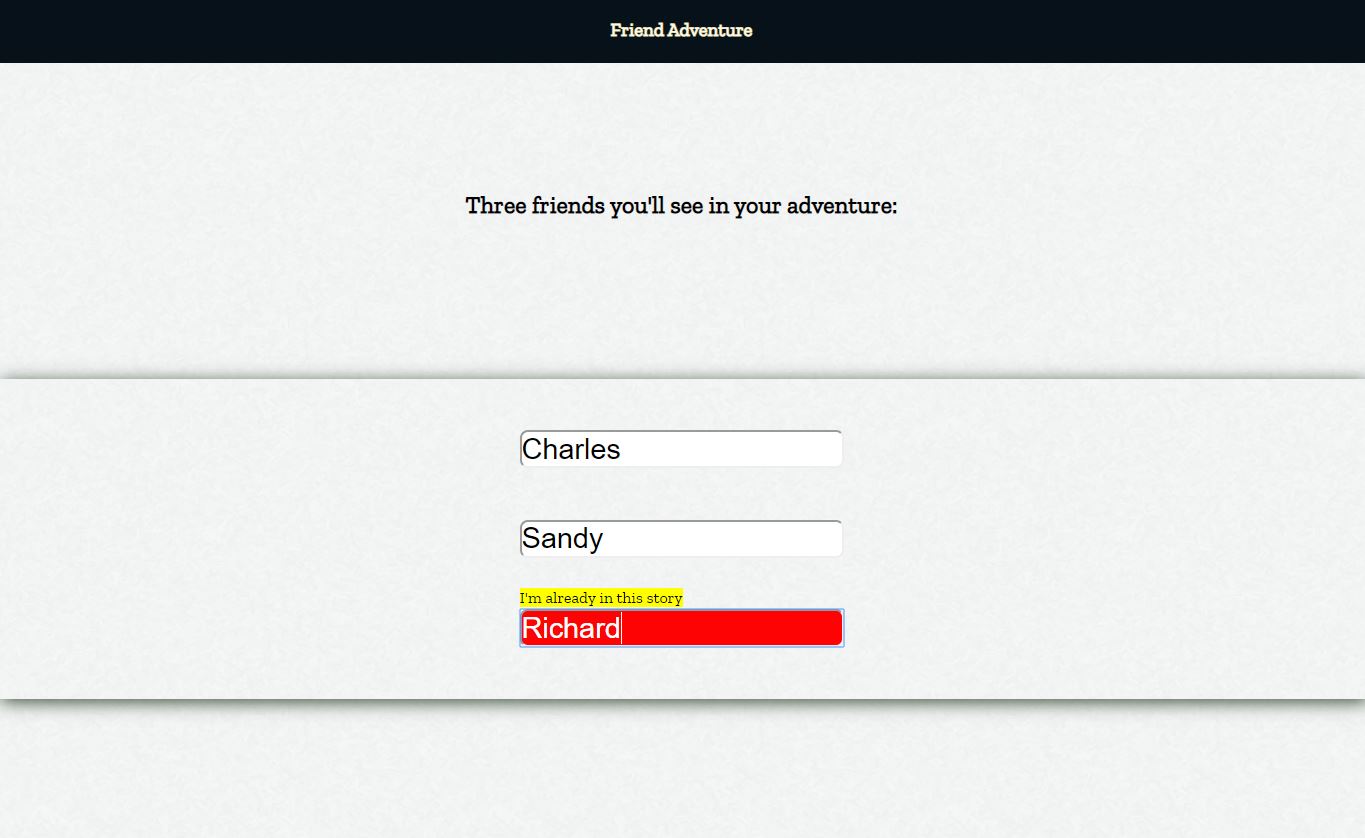 Friend Adventure
Three friends you'll see in your adventure:
Charles
Sandy
I'm already in this story
Richard